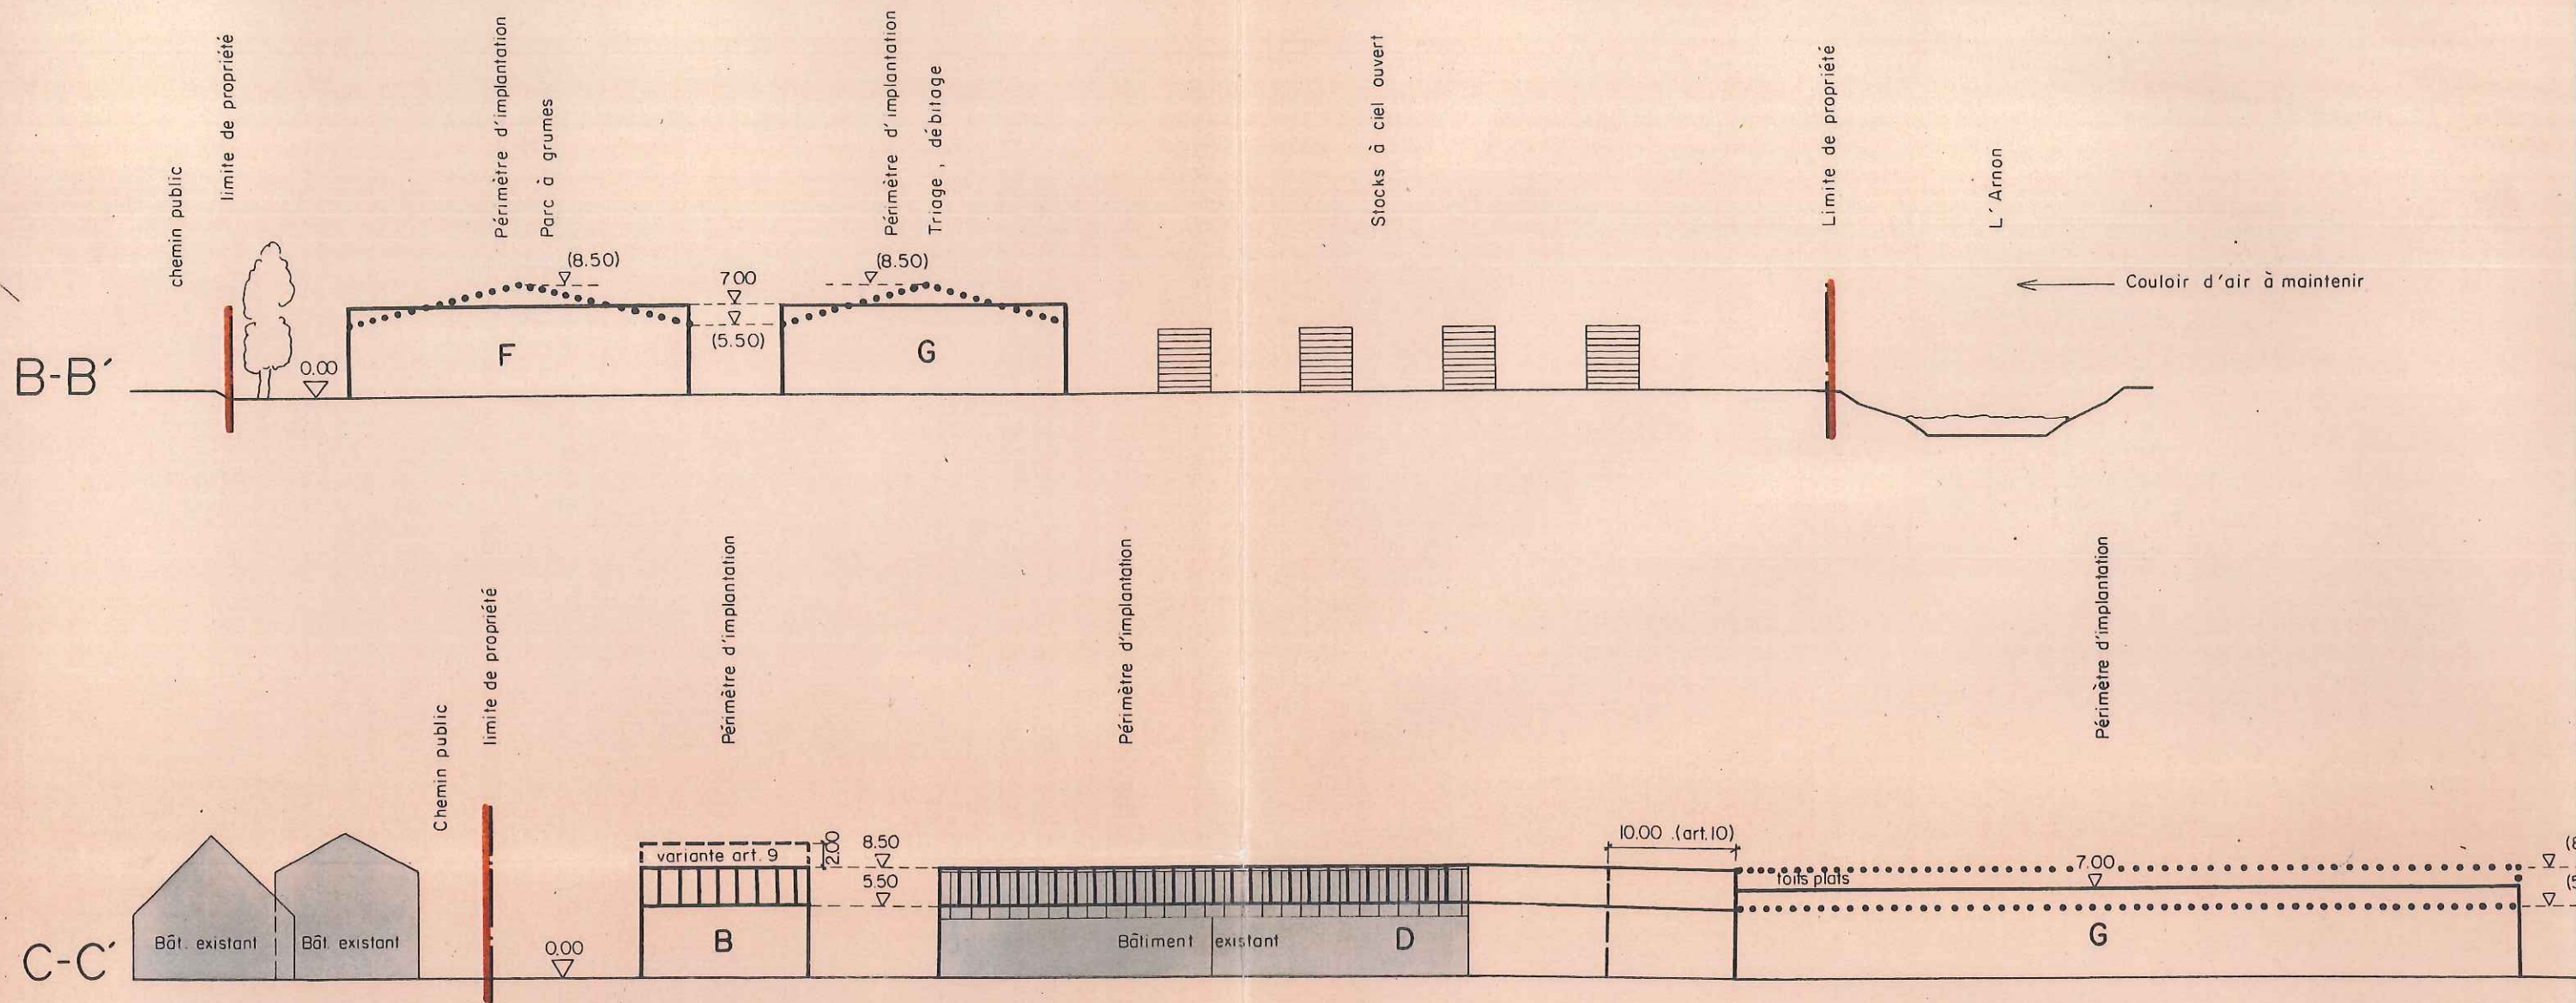 chemin public
limite de propriété
Périmètre d'implantation
Parc à grumes
Périmètre d'implantation
Triage, débitage
Stocks à ciel ouvert
Limite de propriété
L'Arnon
Couloir d'air à maintenir
(8.50)
7.00
(8.50)
(5.50)
0.00
F
G
B-B'
Chemin public
limite de propriété
Périmètre d'implantation
Périmètre d'implantation
Périmètre d'implantation
variante art. 9
2.00
8.50
5.50
10.00 (art.10)
7.00
toits plats
(8
(5
Bât. existant
Bât. existant
0.00
B
Bâtiment existant
D
G
C-C'